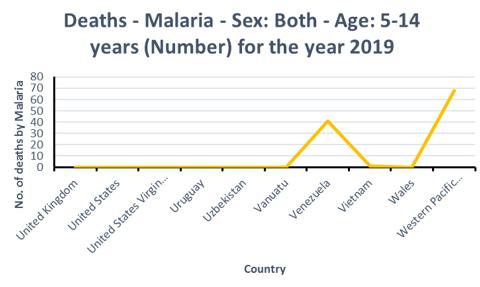 Deaths - Malaria - Sex: Both - Age: 5-14
years (Number) for the year 2019
No. of deaths by Malaria
80
70
60
50
40
30
20
10
0
United Kingdom
United States
United States Virgin...
Uruguay
Uzbekistan
Vanuatu
Venezuela
Vietnam
Wales
Western Pacific...
Country